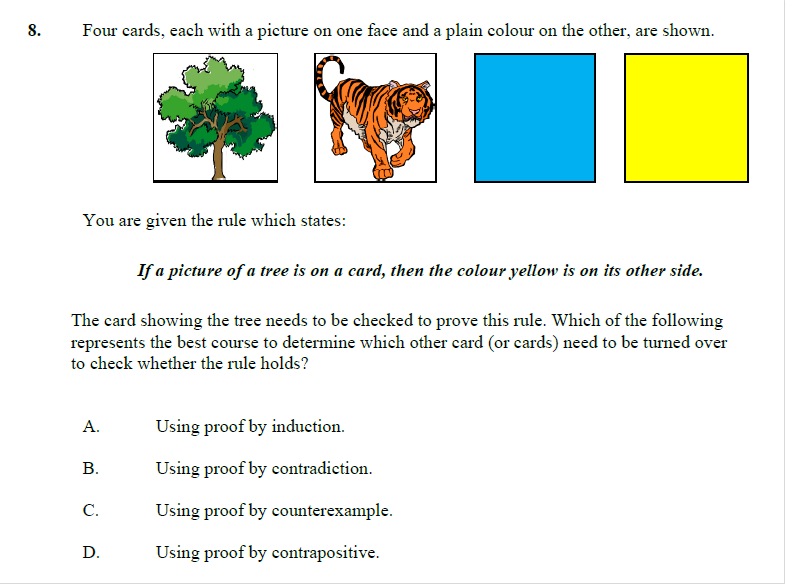 8. Four cards, each with a picture on one face and a plain colour on the other, are shown.
You are given the rule which states:
If a picture of a tree is on a card, then the colour yellow is on its other side.
The card showing the tree needs to be checked to prove this rule. Which of the following
represents the best course to determine which other card (or cards) need to be turned over
to check whether the rule holds?
A. Using proof by induction.
B. Using proof by contradiction.
C. Using proof by counterexample.
D. Using proof by contrapositive.